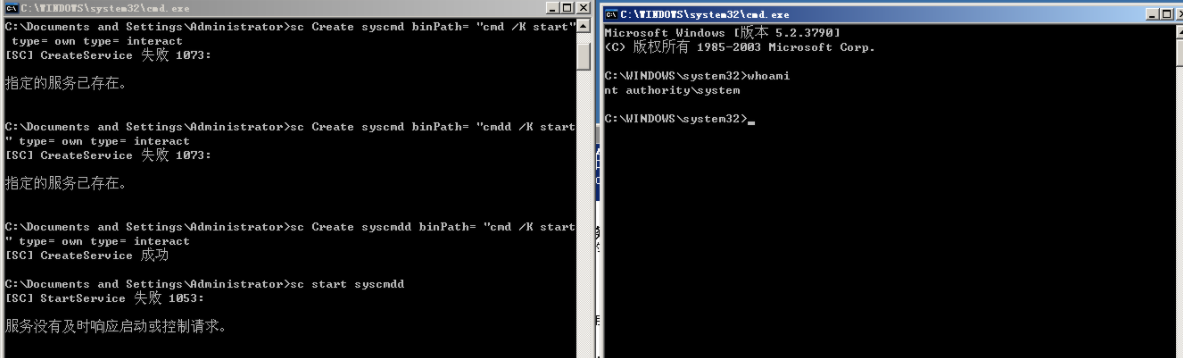 C:\WINDOWS\system32\cmd.exe
C:\Documents and Settings\Administrator>sc Create syscmd binPath= "cmd /K start"
 type= own type= interact
[SC] CreateService 失败 1073:
指定的服务已存在。
C:\Documents and Settings\Administrator>sc Create syscmd binPath= "cmdd /K start
" type= own type= interact
[SC] CreateService 失败 1073:
指定的服务已存在。
C:\Documents and Settings\Administrator>sc Create syscmdd binPath= "cmd /K start
" type= own type= interact
[SC] CreateService 成功
C:\Documents and Settings\Administrator>sc start syscmdd
[SC] StartService 失败 1053:
服务没有及时响应启动或控制请求。
C:\WINDOWS\system32\cmd.exe
Microsoft Windows [版本 5.2.3790]
(C) 版权所有 1985-2003 Microsoft Corp.
C:\WINDOWS\system32>whoami
nt authority\system
C:\WINDOWS\system32>